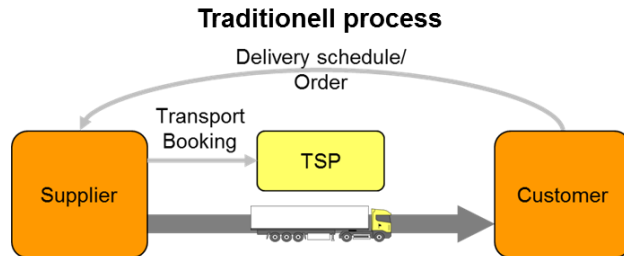 Traditionell process
Delivery schedule/
Order
Transport
Booking
TSP
Supplier
Customer